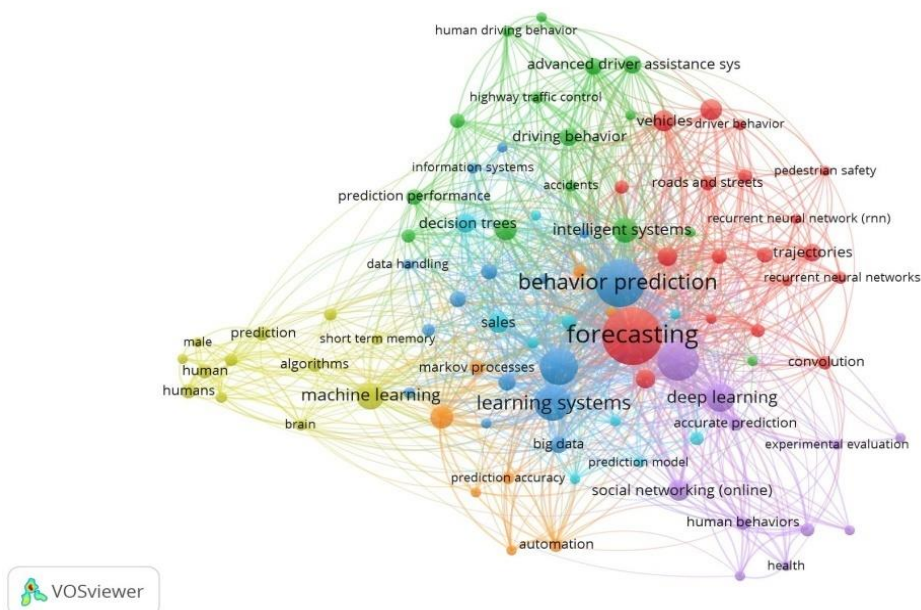 human driving behavior
advanced driver assistance sys
highway traffic control
vehicles
driver behavior
driving behavior
information systems
pedestrian safety
accidents
roads and streets
prediction performance
decision trees
intelligent systems
recurrent neural network (rnn)
trajectories
data handling
behavior prediction
recurrent neural networks
sales
forecasting
prediction
short term memory
male
human
algorithms
markov processes
convolution
humans
machine learning
learning systems
deep learning
brain
accurate prediction
big data
experimental evaluation
prediction model
prediction accuracy
social networking (online)
human behaviors
automation
health
VOSviewer